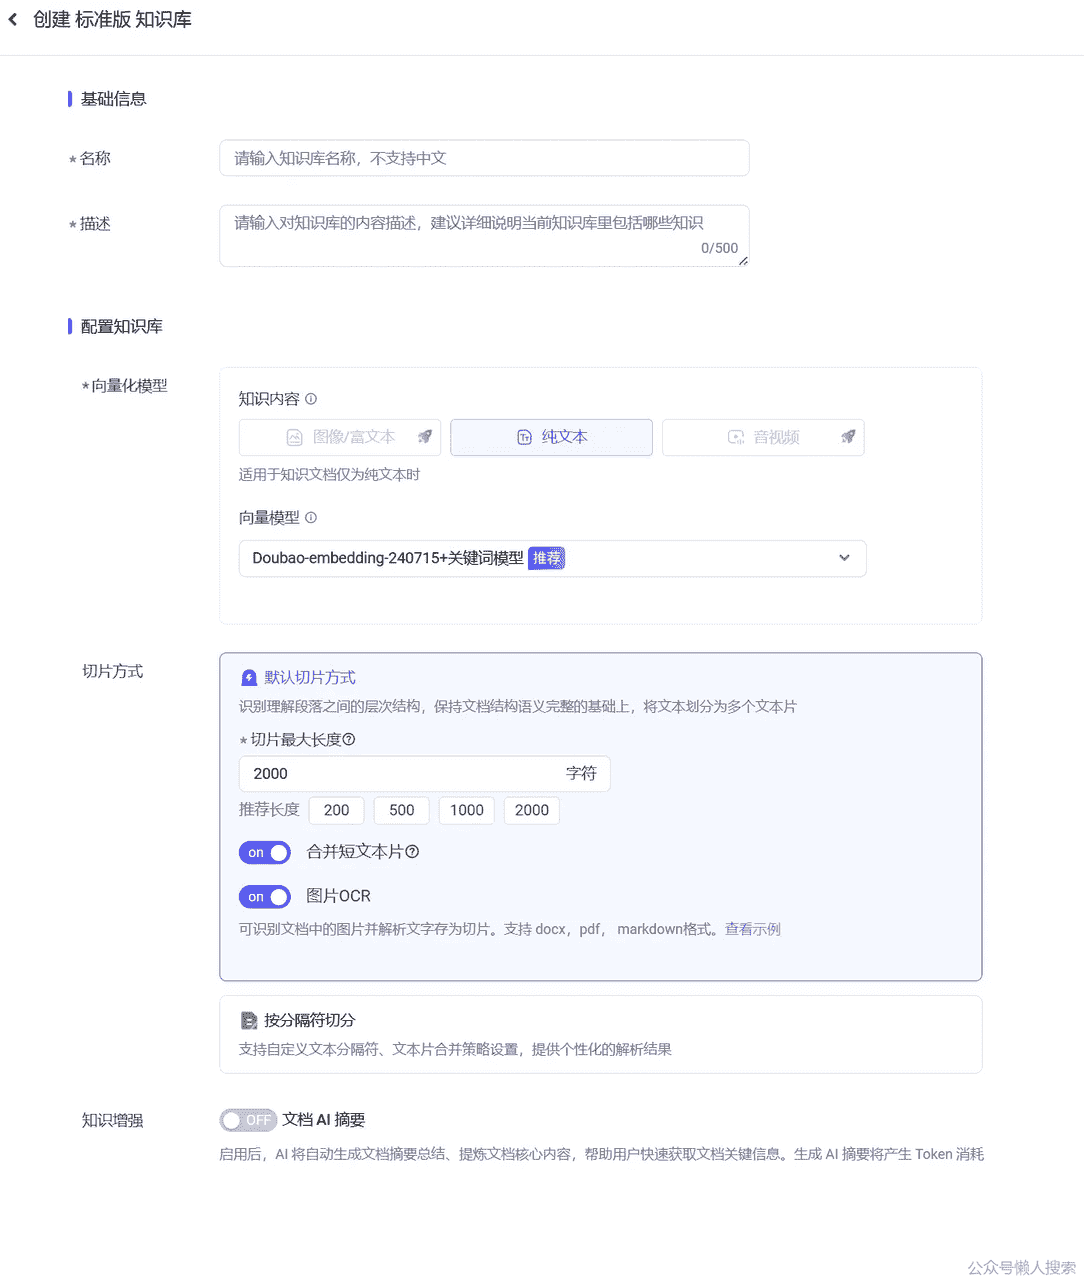 创建 标准版 知识库
基础信息
* 名称
请输入知识库名称，不支持中文
* 描述
请输入对知识库的内容描述，建议详细说明当前知识库里包括哪些知识
0/500
配置知识库
*向量化模型
知识内容
图像/富文本
纯文本
音视频
适用于知识文档仅为纯文本时
向量模型
Doubao-embedding-240715+关键词模型 推荐
切片方式
默认切片方式
识别理解段落之间的层次结构，保持文档结构语义完整的基础上，将文本划分为多个文本片
* 切片最大长度
2000 字符
推荐长度 200 500 1000 2000
on 合并短文本片
on 图片OCR
可识别文档中的图片并解析文字存为切片。支持 docx，pdf， markdown格式。查看示例
按分隔符切分
支持自定义文本分隔符、文本片合并策略设置，提供个性化的解析结果
知识增强
OFF 文档 AI 摘要
启用后，AI 将自动生成文档摘要总结、提炼文档核心内容，帮助用户快速获取文档关键信息。生成 AI 摘要将产生 Token 消耗
公众号懒人搜索